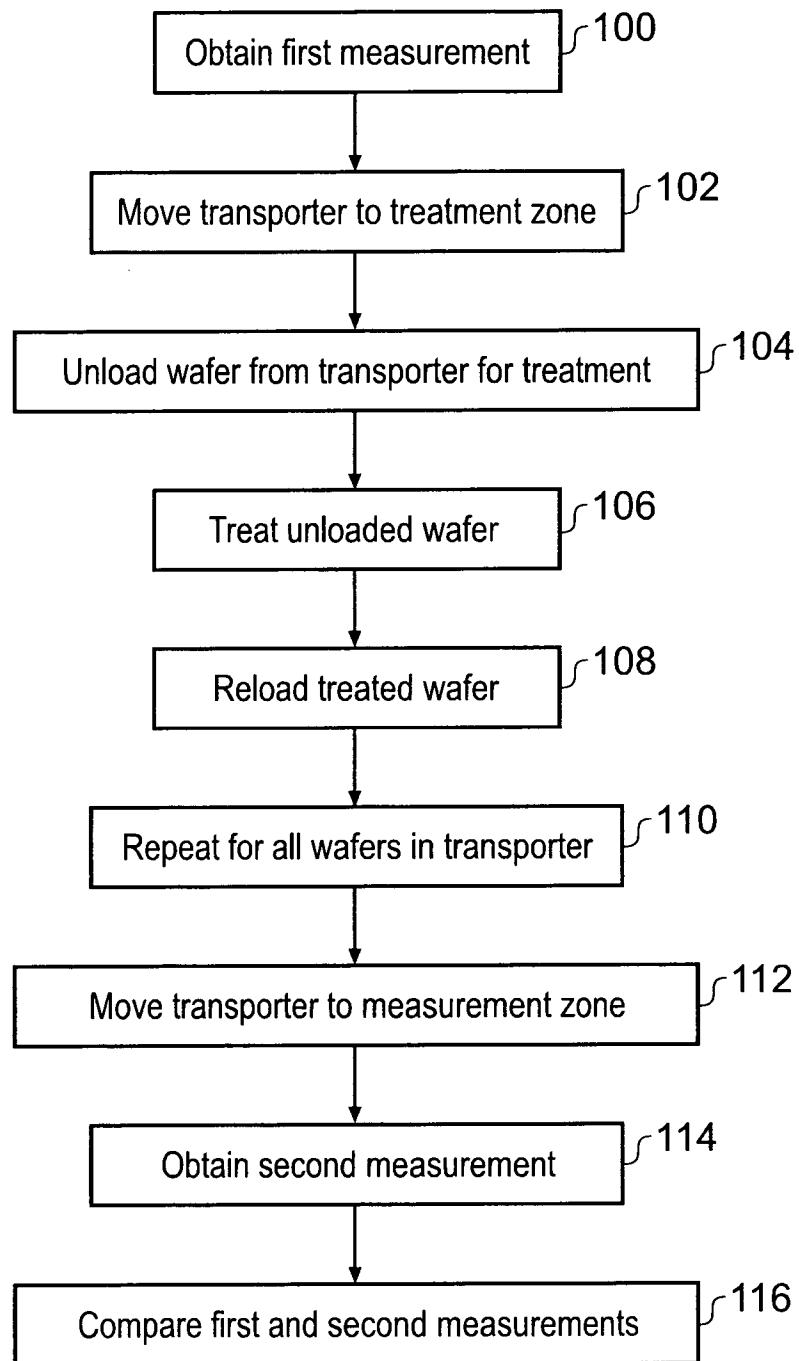 Obtain first measurement
100
Move transporter to treatment zone
102
Unload wafer from transporter for treatment
104
Treat unloaded wafer
106
Reload treated wafer
108
Repeat for all wafers in transporter
110
Move transporter to measurement zone
112
Obtain second measurement
114
Compare first and second measurements
116